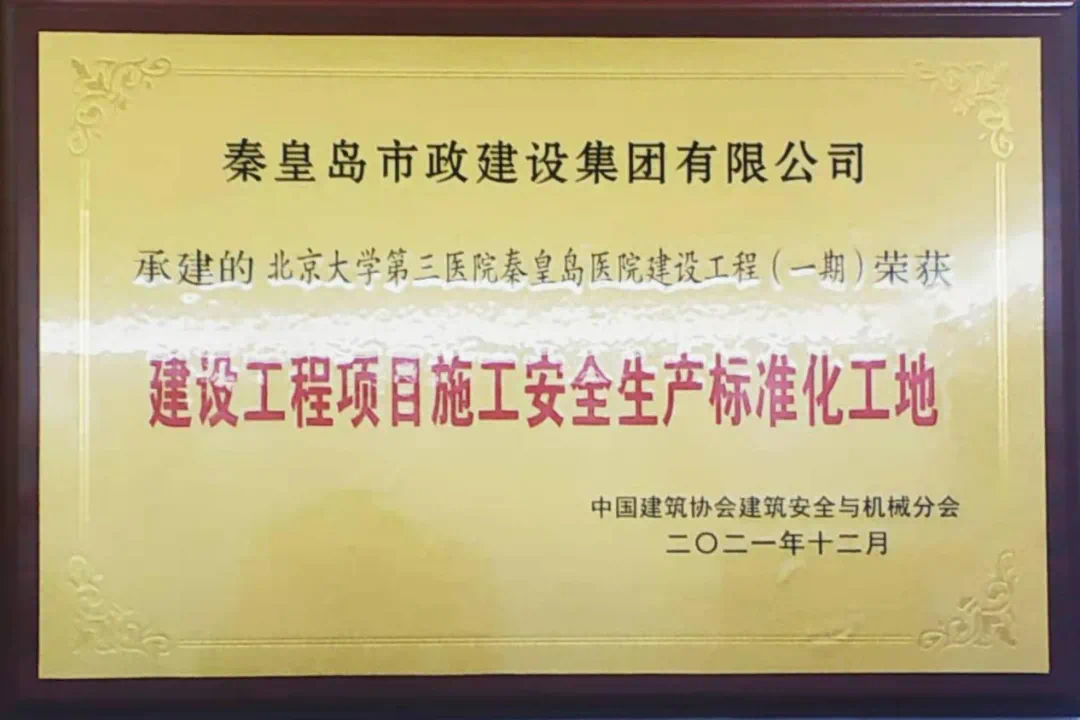 秦皇岛市政建设集团有限公司
承建的 北京大学第三医院秦皇岛医院建设工程（一期）荣获
建设工程项目施工安全生产标准化工地
中国建筑协会建筑安全与机械分会
二〇二一年十二月